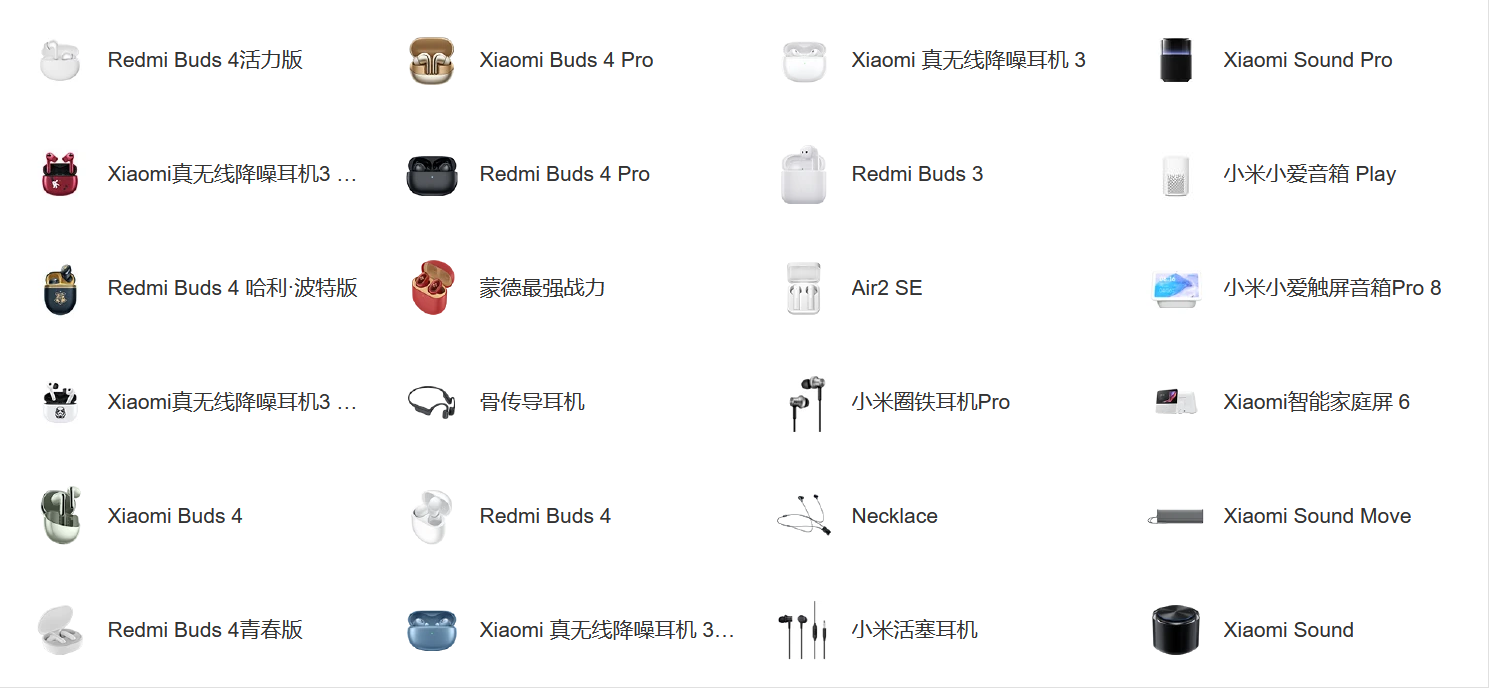 Redmi Buds 4活力版
Xiaomi Buds 4 Pro
Xiaomi 真无线降噪耳机 3
Xiaomi Sound Pro
Xiaomi真无线降噪耳机3 …
Redmi Buds 4 Pro
Redmi Buds 3
小米小爱音箱 Play
Redmi Buds 4 哈利·波特版
蒙德最强战力
Air2 SE
小米小爱触屏音箱Pro 8
Xiaomi真无线降噪耳机3 …
骨传导耳机
小米圈铁耳机Pro
Xiaomi智能家庭屏 6
Xiaomi Buds 4
Redmi Buds 4
Necklace
Xiaomi Sound Move
Redmi Buds 4青春版
Xiaomi 真无线降噪耳机 3…
小米活塞耳机
Xiaomi Sound